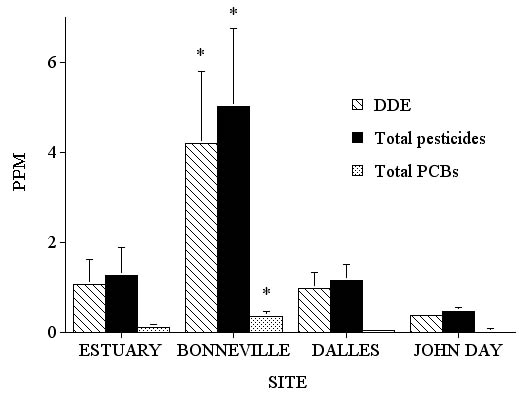 *
*
6
DDE
4
Total pesticides
PPM
Total PCBs
2
*
0
ESTUARY BONNEVILLE DALLES JOHN DAY
SITE